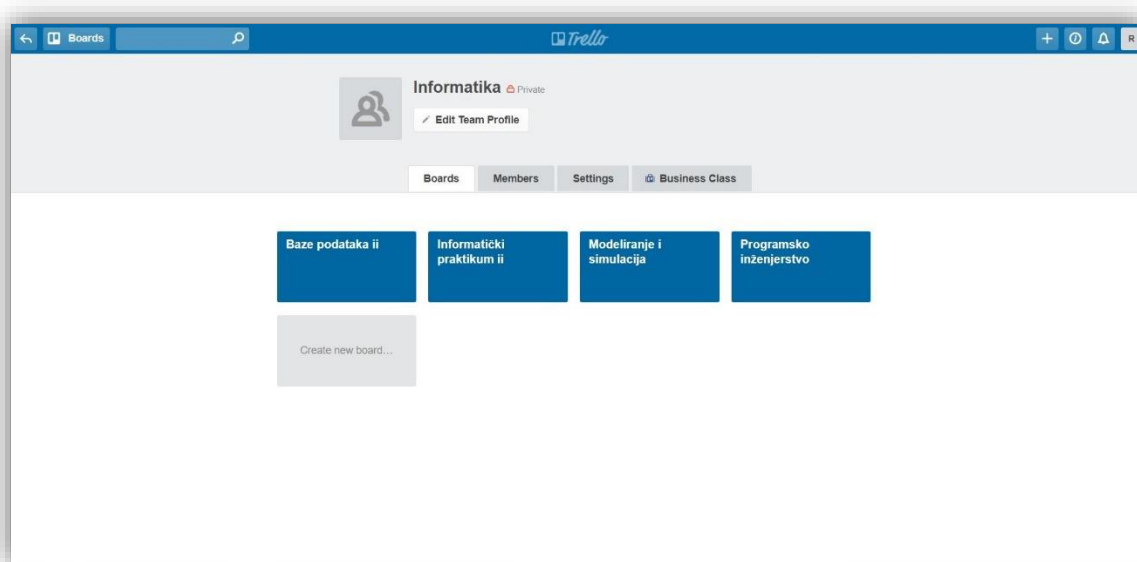 Boards
Trello
R
Informatika Private
Edit Team Profile
Boards Members Settings Business Class
Baze podataka ii
Informatički
praktikum ii
Modeliranje i
simulacija
Programsko
inženjerstvo
Create new board...